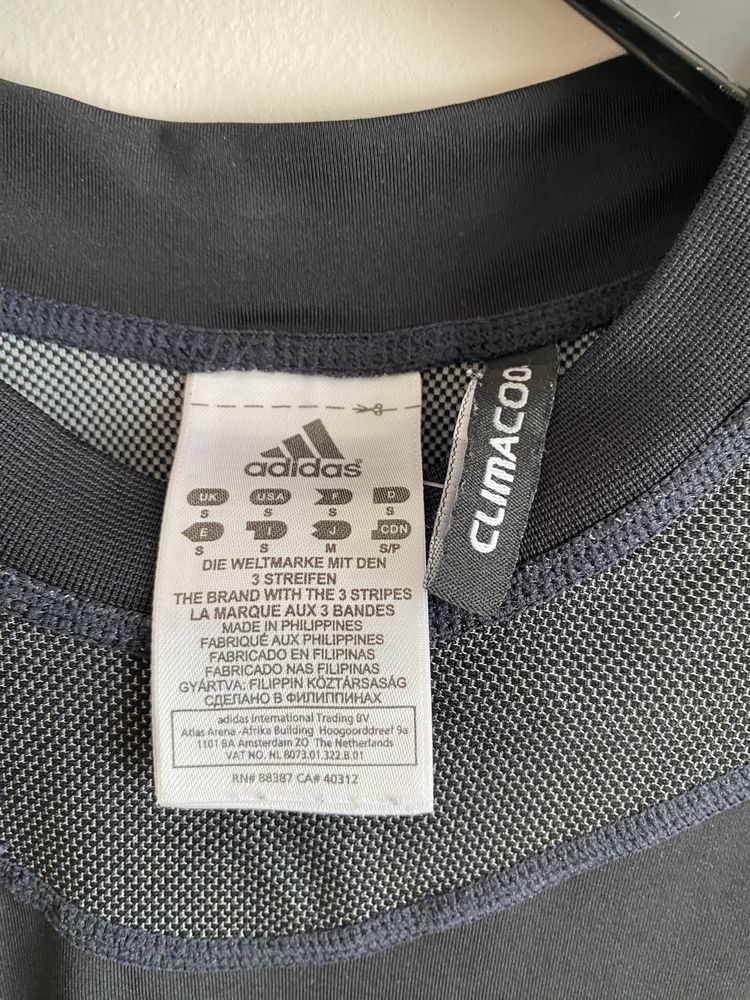 adidas
UK USA F D
S S S S
E I J CDN
S S M S/P
DIE WELTMARKE MIT DEN
3 STREIFEN
THE BRAND WITH THE 3 STRIPES
LA MARQUE AUX 3 BANDES
MADE IN PHILIPPINES
FABRIQUÉ AUX PHILIPPINES
FABRICADO EN FILIPINAS
FABRICADO NAS FILIPINAS
GYÁRTVA: FILIPPIN KÖZTÁRSASÁG
СДЕЛАНО В ФИЛИППИНАХ
adidas International Trading BV
Atlas Arena -Afrika Building Hoogoorddreef 9a
1101 BA Amsterdam ZO The Netherlands
VAT NO. NL 8073.01.322.B.01
RN# 88387 CA# 40312
CLIMACOO